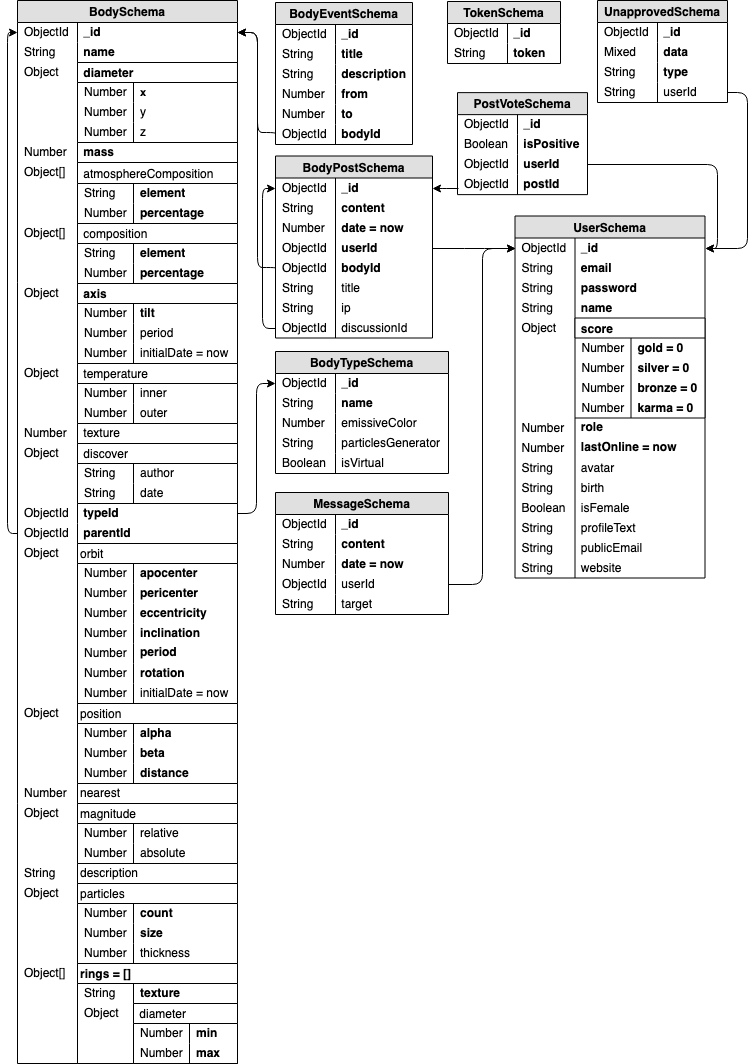 BodySchema
ObjectId _id
String name
Object diameter
Number x
Number y
Number z
Number mass
Object[] atmosphereComposition
String element
Number percentage
Object[] composition
String element
Number percentage
Object axis
Number tilt
Number period
Number initialDate = now
Object temperature
Number inner
Number outer
Number texture
Object discover
String author
String date
ObjectId typeId
ObjectId parentId
Object orbit
Number apocenter
Number pericenter
Number eccentricity
Number inclination
Number period
Number rotation
Number initialDate = now
Object position
Number alpha
Number beta
Number distance
Number nearest
Object magnitude
Number relative
Number absolute
String description
Object particles
Number count
Number size
Number thickness
Object[] rings = []
String texture
Object diameter
Number min
Number max
BodyEventSchema
ObjectId _id
String title
String description
Number from
Number to
ObjectId bodyId
BodyPostSchema
ObjectId _id
String content
Number date = now
ObjectId userId
ObjectId bodyId
String title
String ip
ObjectId discussionId
BodyTypeSchema
ObjectId _id
String name
Number emissiveColor
String particlesGenerator
Boolean isVirtual
MessageSchema
ObjectId _id
String content
Number date = now
ObjectId userId
String target
TokenSchema
ObjectId _id
String token
PostVoteSchema
ObjectId _id
Boolean isPositive
ObjectId userId
ObjectId postId
UnapprovedSchema
ObjectId _id
Mixed data
String type
String userId
UserSchema
ObjectId _id
String email
String password
String name
Object score
Number gold = 0
Number silver = 0
Number bronze = 0
Number karma = 0
Number role
Number lastOnline = now
String avatar
String birth
Boolean isFemale
String profileText
String publicEmail
String website